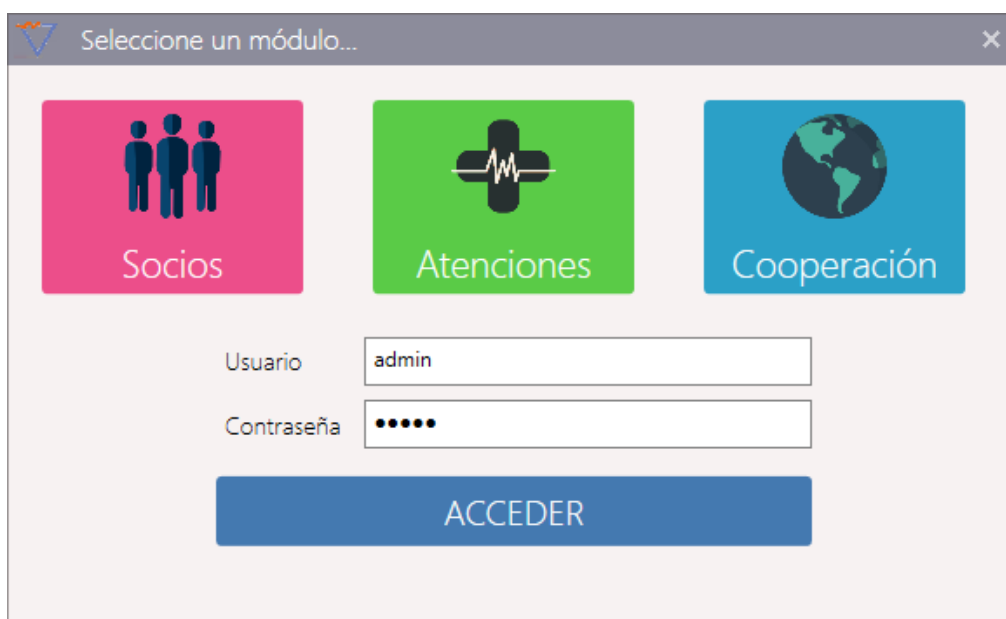 Seleccione un módulo...
Socios
Atenciones
Cooperación
Usuario
admin
Contraseña
•••••
ACCEDER